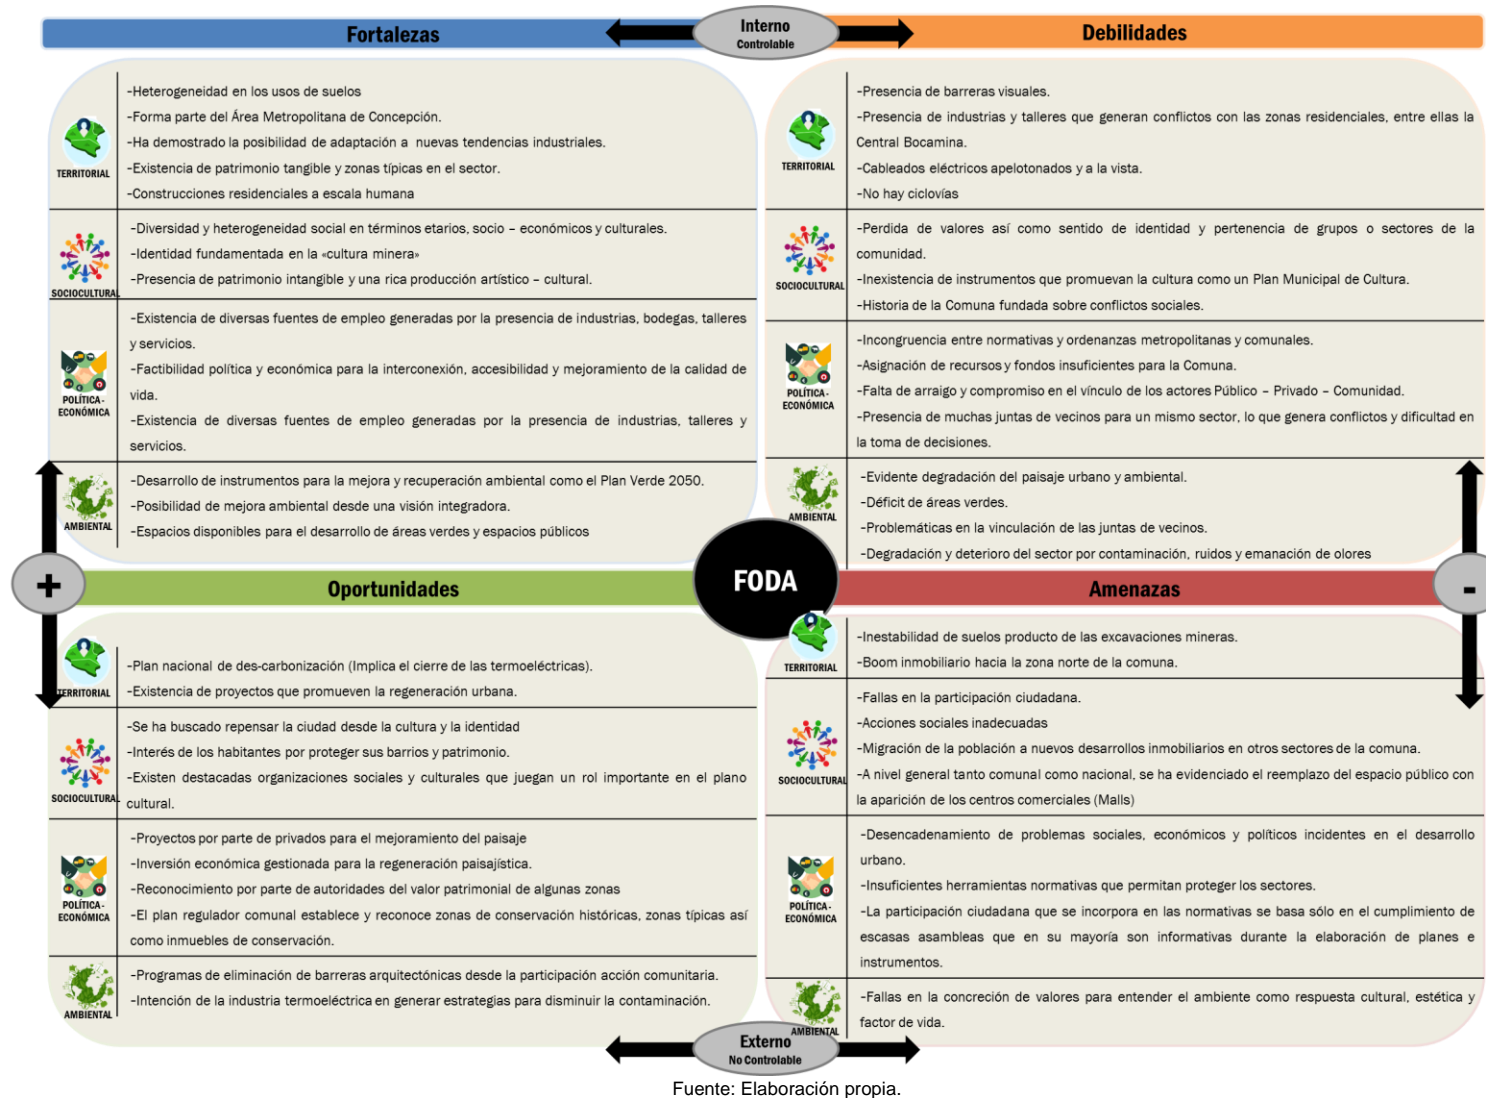 Fortalezas
Interno
Controlable
Debilidades
-Heterogeneidad en los usos de suelos
-Forma parte del Área Metropolitana de Concepción.
-Ha demostrado la posibilidad de adaptación a nuevas tendencias industriales.
-Existencia de patrimonio tangible y zonas típicas en el sector.
-Construcciones residenciales a escala humana
TERRITORIAL
-Diversidad y heterogeneidad social en términos etarios, socio – económicos y culturales.
-Identidad fundamentada en la «cultura minera»
-Presencia de patrimonio intangible y una rica producción artístico – cultural.
SOCIOCULTURAL
-Existencia de diversas fuentes de empleo generadas por la presencia de industrias, bodegas, talleres
y servicios.
-Factibilidad política y económica para la interconexión, accesibilidad y mejoramiento de la calidad de
vida.
-Existencia de diversas fuentes de empleo generadas por la presencia de industrias, talleres y
servicios.
POLÍTICA-
ECONÓMICA
-Desarrollo de instrumentos para la mejora y recuperación ambiental como el Plan Verde 2050.
-Posibilidad de mejora ambiental desde una visión integradora.
-Espacios disponibles para el desarrollo de áreas verdes y espacios públicos
AMBIENTAL
-Presencia de barreras visuales.
-Presencia de industrias y talleres que generan conflictos con las zonas residenciales, entre ellas la
Central Bocamina.
-Cableados eléctricos apelotonados y a la vista.
-No hay ciclovías
TERRITORIAL
-Perdida de valores así como sentido de identidad y pertenencia de grupos o sectores de la
comunidad.
-Inexistencia de instrumentos que promuevan la cultura como un Plan Municipal de Cultura.
-Historia de la Comuna fundada sobre conflictos sociales.
SOCIOCULTURAL
-Incongruencia entre normativas y ordenanzas metropolitanas y comunales.
-Asignación de recursos y fondos insuficientes para la Comuna.
-Falta de arraigo y compromiso en el vínculo de los actores Público – Privado – Comunidad.
-Presencia de muchas juntas de vecinos para un mismo sector, lo que genera conflictos y dificultad en
la toma de decisiones.
POLÍTICA-
ECONÓMICA
-Evidente degradación del paisaje urbano y ambiental.
-Déficit de áreas verdes.
-Problemáticas en la vinculación de las juntas de vecinos.
-Degradación y deterioro del sector por contaminación, ruidos y emanación de olores
AMBIENTAL
+
Oportunidades
FODA
Amenazas
-
-Plan nacional de des-carbonización (Implica el cierre de las termoeléctricas).
-Existencia de proyectos que promueven la regeneración urbana.
TERRITORIAL
-Se ha buscado repensar la ciudad desde la cultura y la identidad
-Interés de los habitantes por proteger sus barrios y patrimonio.
-Existen destacadas organizaciones sociales y culturales que juegan un rol importante en el plano
cultural.
SOCIOCULTURAL
-Proyectos por parte de privados para el mejoramiento del paisaje
-Inversión económica gestionada para la regeneración paisajística.
-Reconocimiento por parte de autoridades del valor patrimonial de algunas zonas
-El plan regulador comunal establece y reconoce zonas de conservación históricas, zonas típicas así
como inmuebles de conservación.
POLÍTICA-
ECONÓMICA
-Programas de eliminación de barreras arquitectónicas desde la participación acción comunitaria.
-Intención de la industria termoeléctrica en generar estrategias para disminuir la contaminación.
AMBIENTAL
-Inestabilidad de suelos producto de las excavaciones mineras.
-Boom inmobiliario hacia la zona norte de la comuna.
TERRITORIAL
-Fallas en la participación ciudadana.
-Acciones sociales inadecuadas
-Migración de la población a nuevos desarrollos inmobiliarios en otros sectores de la comuna.
-A nivel general tanto comunal como nacional, se ha evidenciado el reemplazo del espacio público con
la aparición de los centros comerciales (Malls)
SOCIOCULTURAL
-Desencadenamiento de problemas sociales, económicos y políticos incidentes en el desarrollo
urbano.
-Insuficientes herramientas normativas que permitan proteger los sectores.
-La participación ciudadana que se incorpora en las normativas se basa sólo en el cumplimiento de
escasas asambleas que en su mayoría son informativas durante la elaboración de planes e
instrumentos.
POLÍTICA-
ECONÓMICA
-Fallas en la concreción de valores para entender el ambiente como respuesta cultural, estética y
factor de vida.
AMBIENTAL
Externo
No Controlable
Fuente: Elaboración propia.